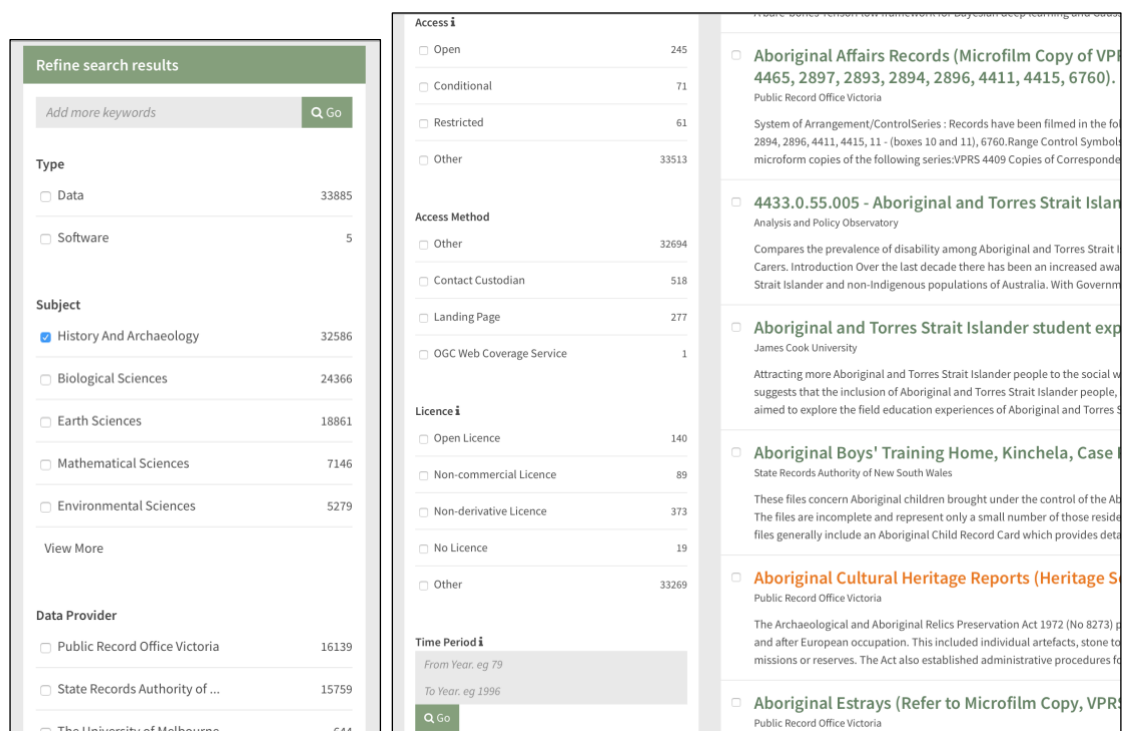 Refine search results
Add more keywords
Go
Type
Data 33885
Software 5
Subject
History And Archaeology 32586
Biological Sciences 24366
Earth Sciences 18861
Mathematical Sciences 7146
Environmental Sciences 5279
View More
Data Provider
Public Record Office Victoria 16139
State Records Authority of ... 15759
The University of Melbourne 644
Access i
Open 245
Conditional 71
Restricted 61
Other 33513
Access Method
Other 32694
Contact Custodian 518
Landing Page 277
OGC Web Coverage Service 1
Licence i
Open Licence 140
Non-commercial Licence 89
Non-derivative Licence 373
No Licence 19
Other 33269
Time Period i
From Year. eg 79
To Year. eg 1996
Go
Aboriginal Affairs Records (Microfilm Copy of
4465, 2897, 2893, 2894, 2896, 4411, 4415, 6760).
Public Record Office Victoria
System of Arrangement/ControlSeries : Records have been filmed in the
2894, 2896, 4411, 4415, 11 - (boxes 10 and 11), 6760.Range Control
microform copies of the following series:VPRS 4409 Copies of
4433.0.55.005 - Aboriginal and Torres Strait
Analysis and Policy Observatory
Compares the prevalence of disability among Aboriginal and Torres Strait
Carers. Introduction Over the last decade there has been an increased
Strait Islander and non-Indigenous populations of Australia. With
Aboriginal and Torres Strait Islander student exp
James Cook University
Attracting more Aboriginal and Torres Strait Islander people to the social w
suggests that the inclusion of Aboriginal and Torres Strait Islander people,
aimed to explore the field education experiences of Aboriginal and Torres
Aboriginal Boys' Training Home, Kinchela, Case
State Records Authority of New South Wales
These files concern Aboriginal children brought under the control of the Ab
The files are incomplete and represent only a small number of those reside
files generally include an Aboriginal Child Record Card which provides deta
Aboriginal Cultural Heritage Reports (Heritage
Public Record Office Victoria
The Archaeological and Aboriginal Relics Preservation Act 1972 (No 8273)
and after European occupation. This included individual artefacts, stone to
missions or reserves. The Act also established administrative procedures
Aboriginal Estrays (Refer to Microfilm Copy,
Public Record Office Victoria